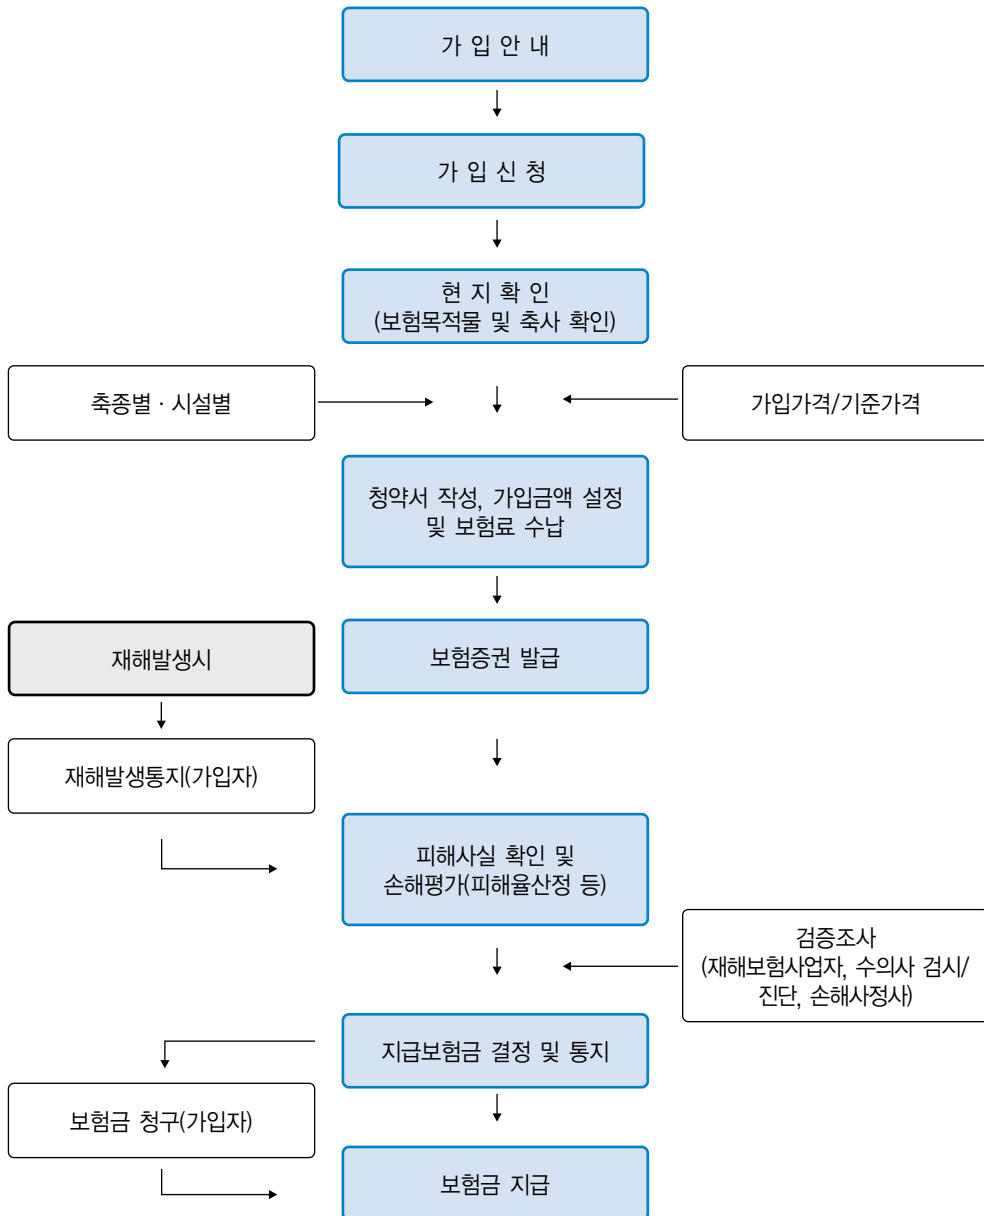 가 입 안 내
가 입 신 청
현 지 확 인
(보험목적물 및 축사 확인)
축종별 · 시설별
가입가격/기준가격
청약서 작성, 가입금액 설정
및 보험료 수납
재해발생시
보험증권 발급
재해발생통지(가입자)
피해사실 확인 및
손해평가(피해율산정 등)
검증조사
(재해보험사업자, 수의사 검시/
진단, 손해사정사)
지급보험금 결정 및 통지
보험금 청구(가입자)
보험금 지급